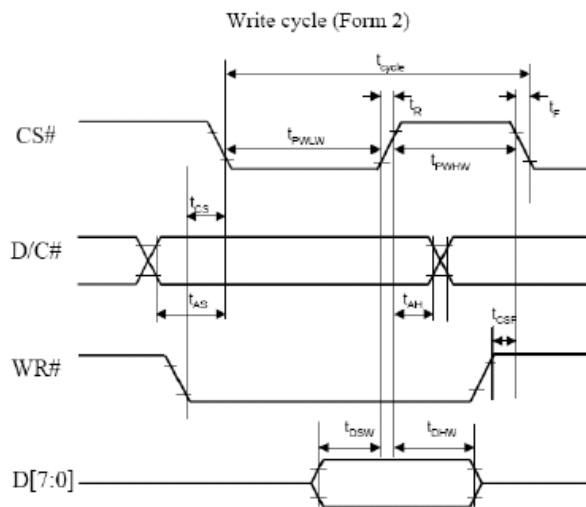 Write cycle (Form 2)
tcycle
tR
tF
CS#
tPWLW
tPWHW
tCS
D/C#
tAS
tAH
tCSF
WR#
tDSW
tDHW
D[7:0]